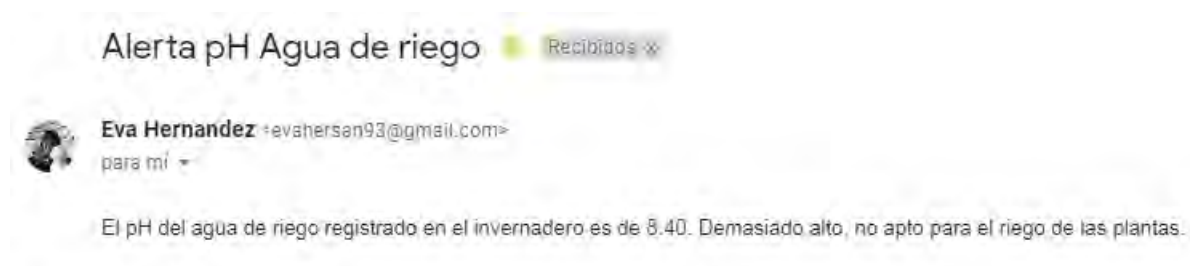 Alerta pH Agua de riego Recibidos x
Eva Hernandez <evahersan93@gmail.com>
para mí
El pH del agua de riego registrado en el invernadero es de 8.40. Demasiado alto, no apto para el riego de las plantas.